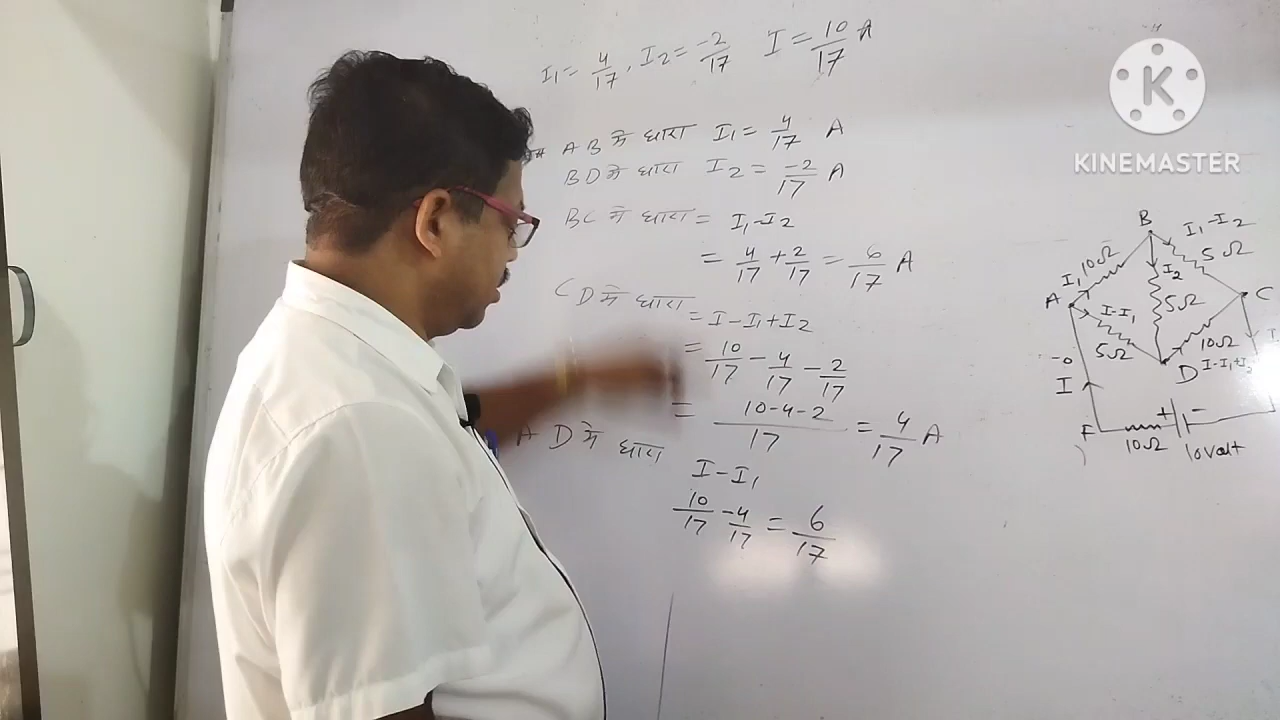 I₁ = 4/17, I₂ = -2/17 I = 10/17 A
AB में धारा I₁ = 4/17 A
BD में धारा I₂ = -2/17 A
BC में धारा = I₁-I₂
= 4/17 + 2/17 = 6/17 A
CD में धारा
= I-I₁+I₂
= 10/17 - 4/17 - 2/17
= 10-4-2/17 = 4/17 A
AD में धारा
I-I₁
10/17 - 4/17 = 6/17
K
KINEMASTER
B
I₁-I₂
I₁ 10Ω
5Ω
I₂
A
I-I₁
5Ω
C
5Ω
10Ω
D
I-I₁+I₂
I
F
10Ω
+ -
10 volt